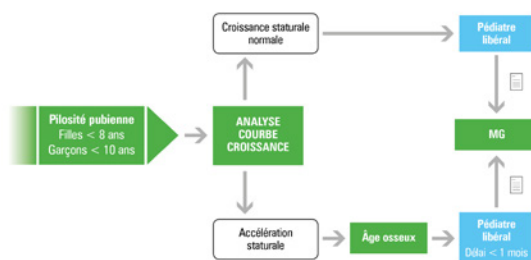 Croissance staturale
normale
Pédiatre
libéral
Pilosité pubienne
Filles < 8 ans
Garçons < 10 ans
ANALYSE
COURBE
CROISSANCE
MG
Accélération
staturale
Âge osseux
Pédiatre
libéral
Délai < 1 mois